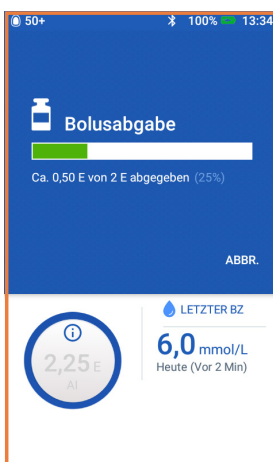 50+ 100% 13:34
Bolusabgabe
Ca. 0,50 E von 2 E abgegeben (25%)
ABBR.
LETZTER BZ
2,25 E
AI
6,0 mmol/L
Heute (Vor 2 Min)